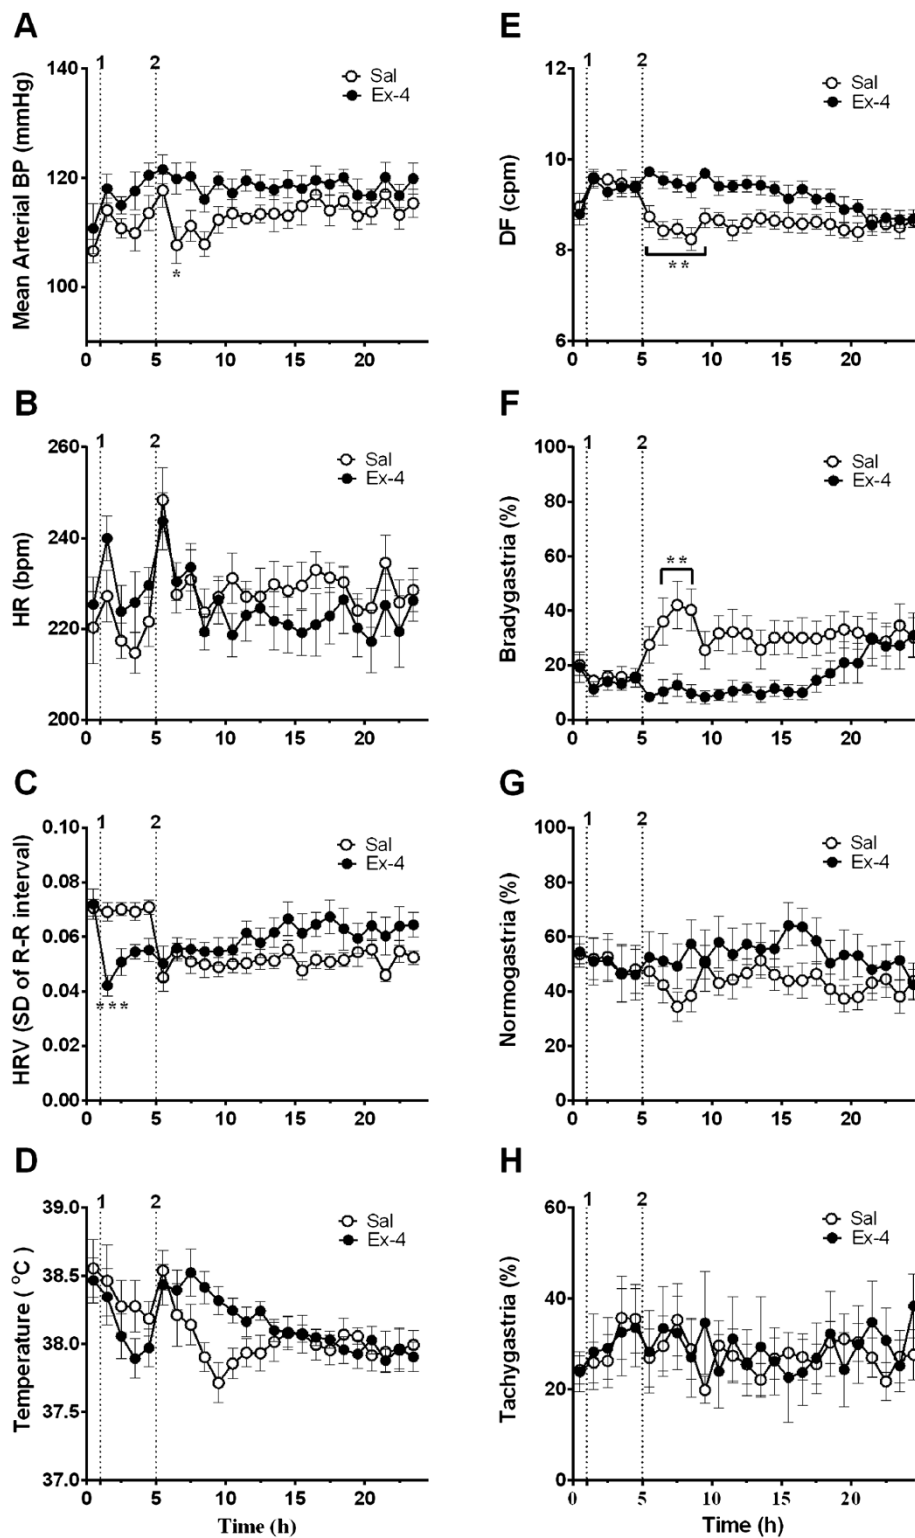 A
1 2
140
120
100
Mean Arterial BP (mmHg)
Sal
Ex-4
*
0 5 10 15 20
B
1 2
260
240
220
200
HR (bpm)
Sal
Ex-4
0 5 10 15 20
C
1 2
0.10
0.08
0.06
0.04
0.02
0.00
HRV (SD of R-R interval)
Sal
Ex-4
***
0 5 10 15 20
D
1 2
39.0
38.5
38.0
37.5
37.0
Temperature (°C)
Sal
Ex-4
0 5 10 15 20
Time (h)
E
1 2
12
10
8
6
DF (cpm)
Sal
Ex-4
**
0 5 10 15 20
F
1 2
100
80
60
40
20
0
Bradygastria (%)
Sal
Ex-4
**
0 5 10 15 20
G
1 2
100
80
60
40
20
0
Normogastria (%)
Sal
Ex-4
0 5 10 15 20
H
1 2
60
40
20
0
Tachygastria (%)
Sal
Ex-4
0 5 10 15 20
Time (h)